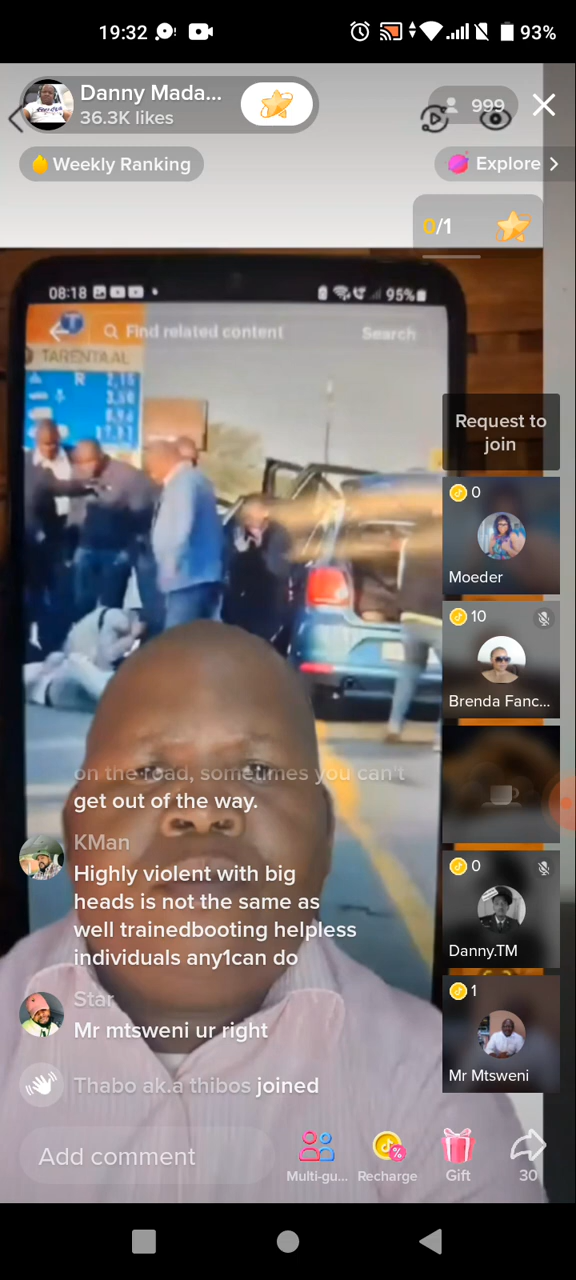 19:32
93%
Danny Mada...
36.3K likes
999
Weekly Ranking
Explore
0/1
08:18
95%
Find related content
Search
TARENTAAL
R
Request to
join
0
Moeder
10
Brenda Fanc...
on the road, sometimes you can't
get out of the way.
KMan
Highly violent with big
heads is not the same as
well trainedbooting helpless
individuals any1can do
0
Danny.TM
Star
Mr mtsweni ur right
1
Mr Mtsweni
Thabo ak.a thibos joined
Add comment
Multi-gu...
Recharge
Gift
30